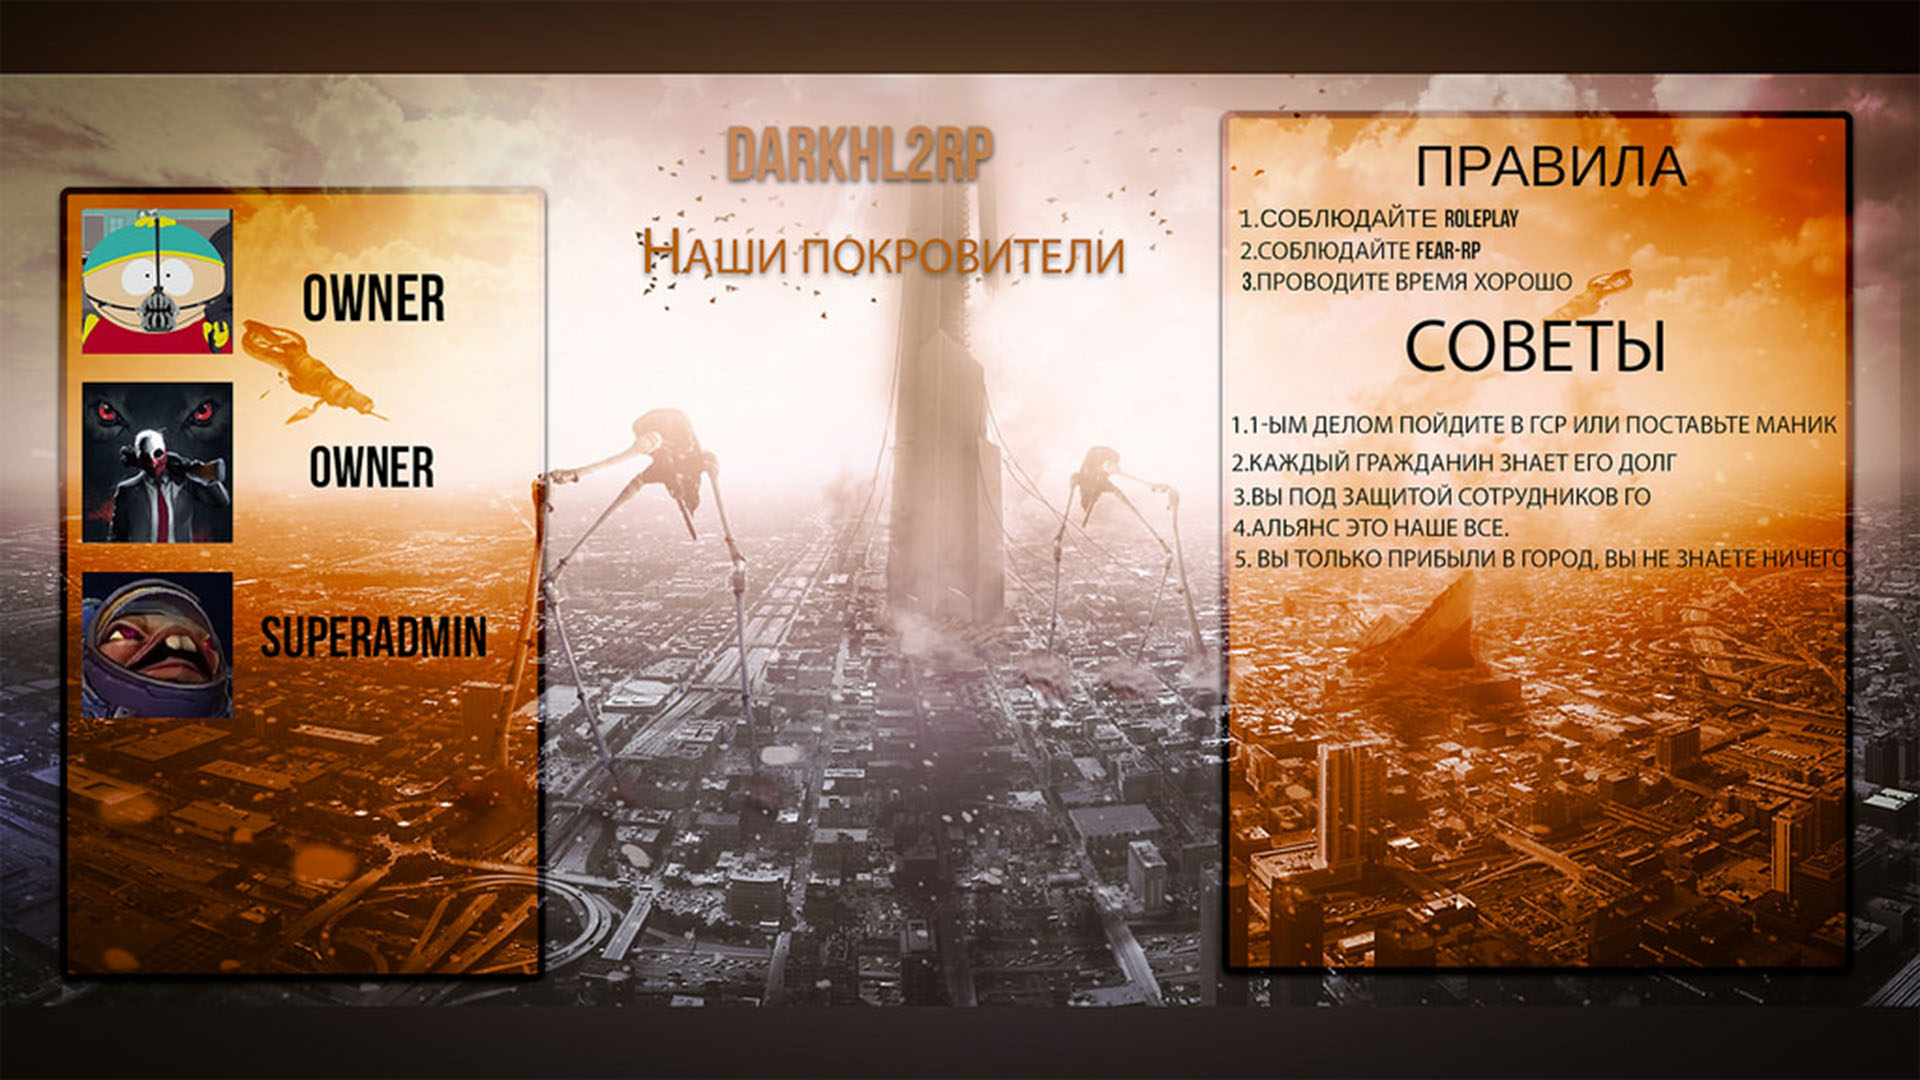 DARKHL2RP
Наши покровители
OWNER
OWNER
SUPERADMIN
ПРАВИЛА
1.СОБЛЮДАЙТЕ ROLEPLAY
2.СОБЛЮДАЙТЕ FEAR-RP
3.ПРОВОДИТЕ ВРЕМЯ ХОРОШО
СОВЕТЫ
1.1-ЫМ ДЕЛОМ ПОЙДИТЕ В ГСР ИЛИ ПОСТАВЬТЕ МАНИК
2.КАЖДЫЙ ГРАЖДАНИН ЗНАЕТ ЕГО ДОЛГ
3.ВЫ ПОД ЗАЩИТОЙ СОТРУДНИКОВ ГО
4.АЛЬЯНС ЭТО НАШЕ ВСЕ.
5. ВЫ ТОЛЬКО ПРИБЫЛИ В ГОРОД, ВЫ НЕ ЗНАЕТЕ НИЧЕГО